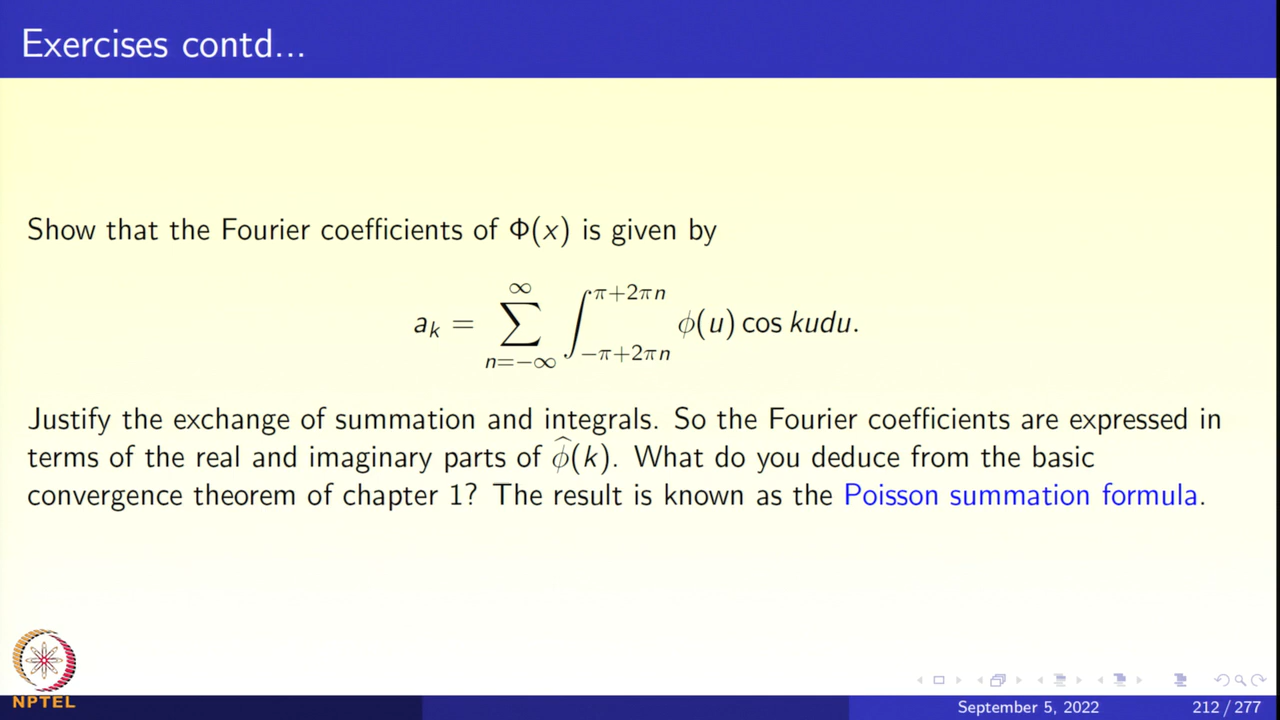 Exercises contd...
Show that the Fourier coefficients of Φ(x) is given by
a_k = \sum_{n=-∞}^{∞} \int_{-π+2πn}^{π+2πn} ϕ(u) cos kudu.
Justify the exchange of summation and integrals. So the Fourier coefficients are expressed in
terms of the real and imaginary parts of \widehat{ϕ}(k). What do you deduce from the basic
convergence theorem of chapter 1? The result is known as the Poisson summation formula.
NPTEL
September 5, 2022 212 / 277